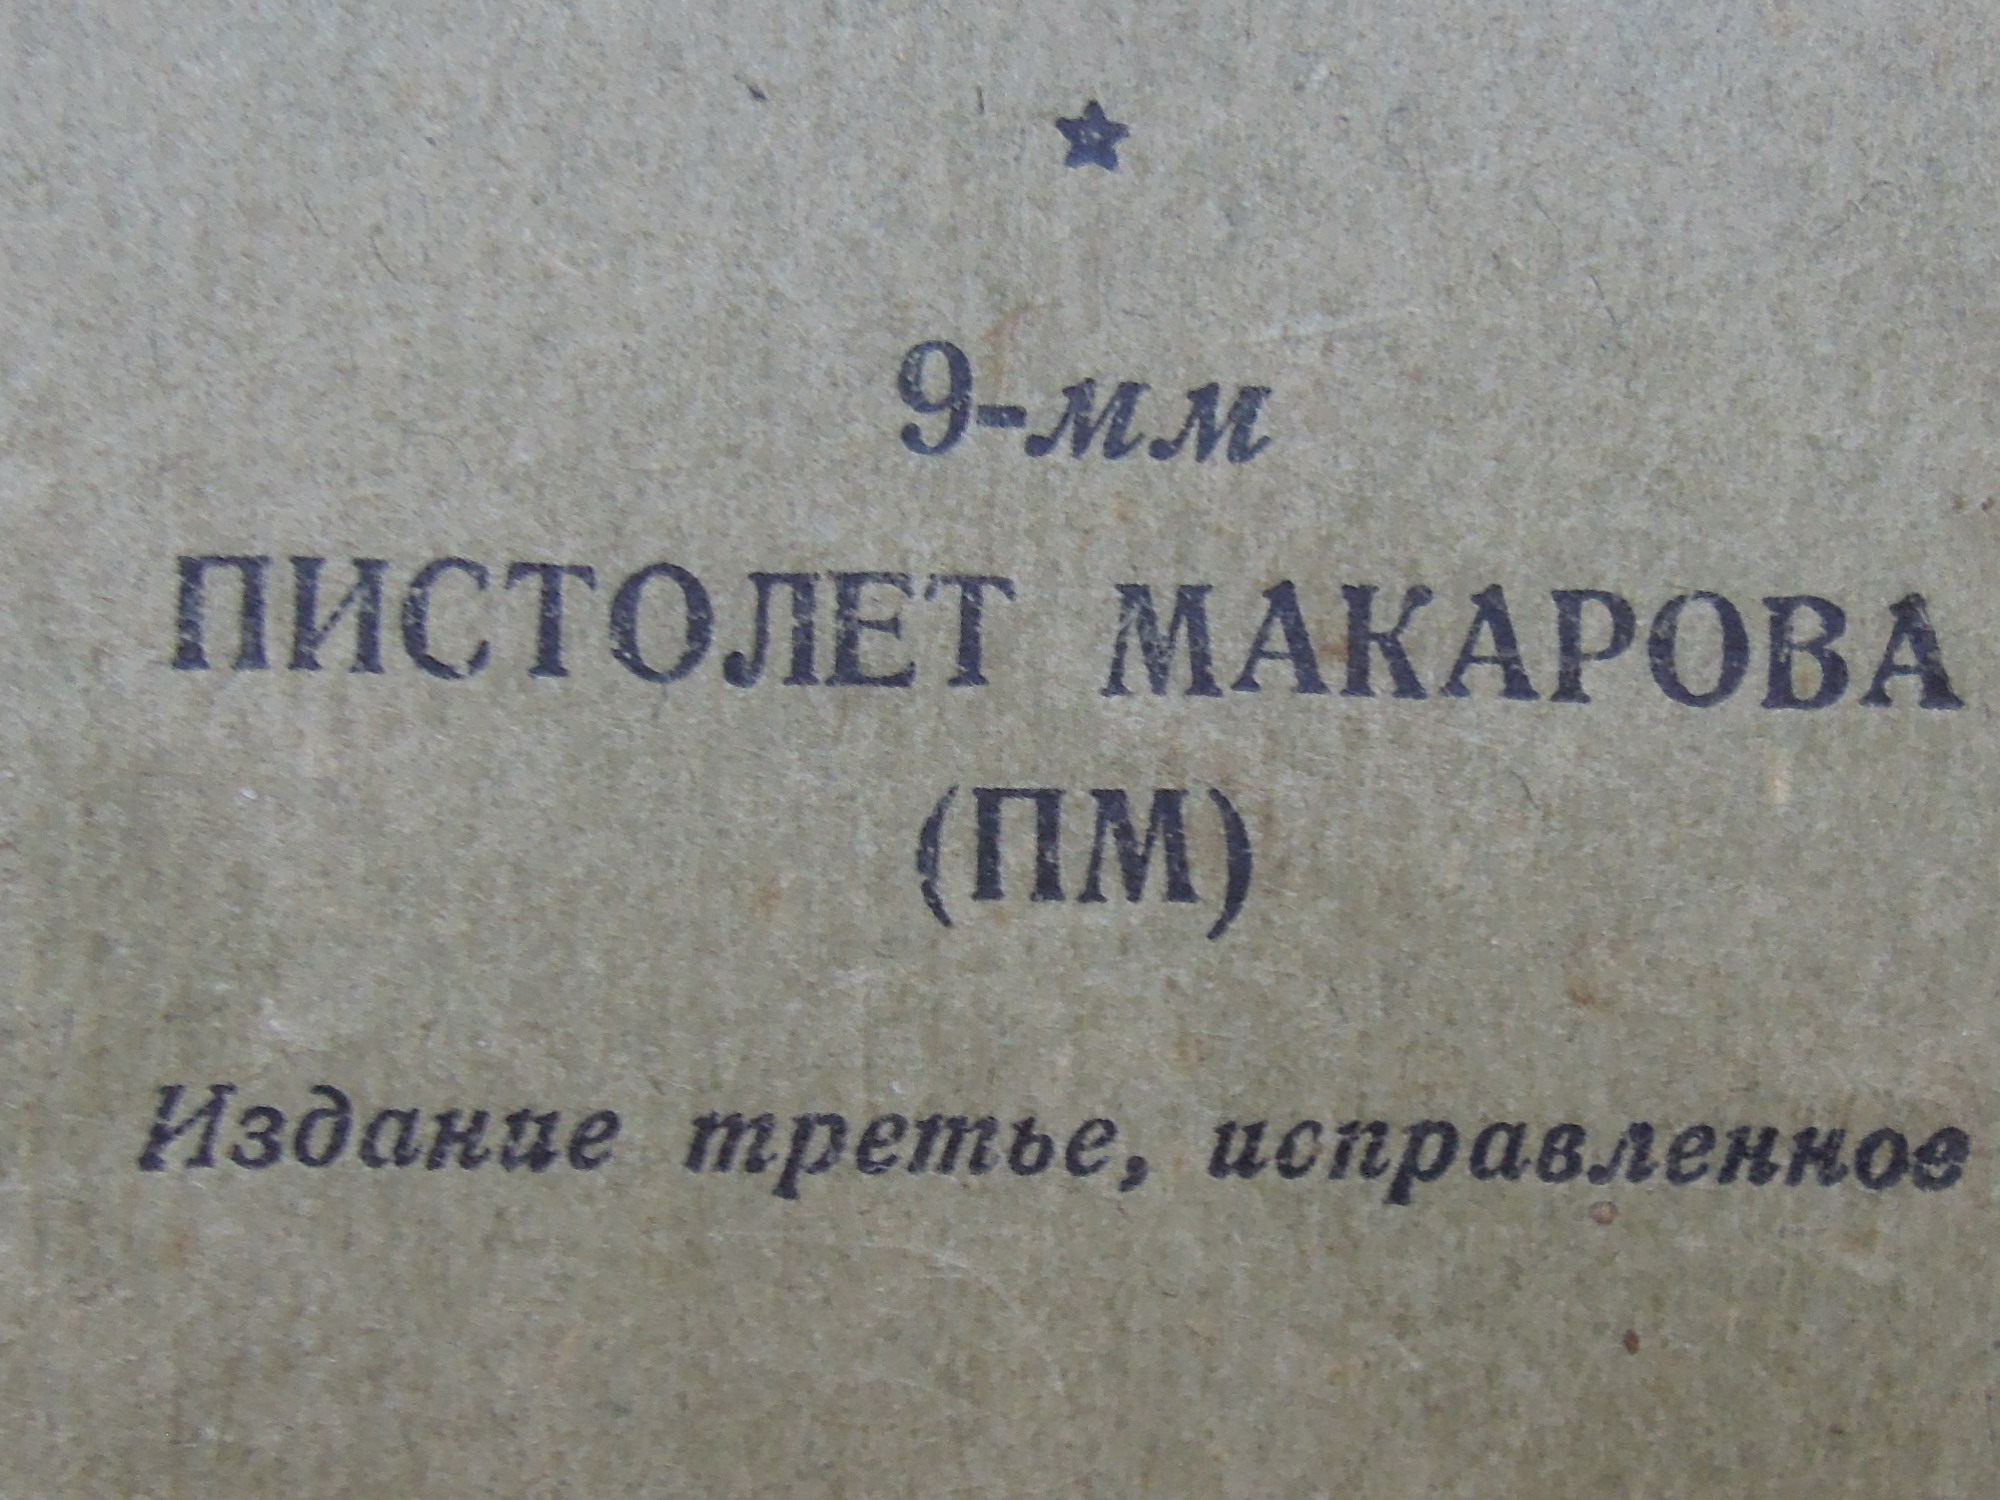 9-мм
ПИСТОЛЕТ МАКАРОВА
(ПМ)
Издание третье, исправленное